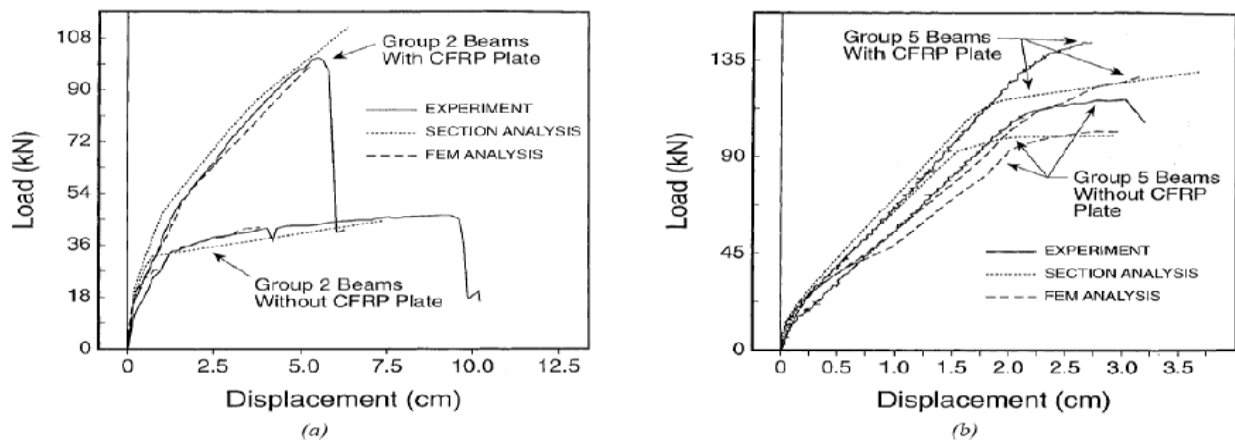 108
90
72
54
36
18
0
Load (kN)
Group 2 Beams
With CFRP Plate
EXPERIMENT
SECTION ANALYSIS
FEM ANALYSIS
Group 2 Beams
Without CFRP Plate
0 2.5 5.0 7.5 10.0 12.5
Displacement (cm)
(a)
135
90
45
0
Load (kN)
Group 5 Beams
With CFRP Plate
Group 5 Beams
Without CFRP
Plate
EXPERIMENT
SECTION ANALYSIS
FEM ANALYSIS
0 0.5 1.0 1.5 2.0 2.5 3.0 3.5
Displacement (cm)
(b)